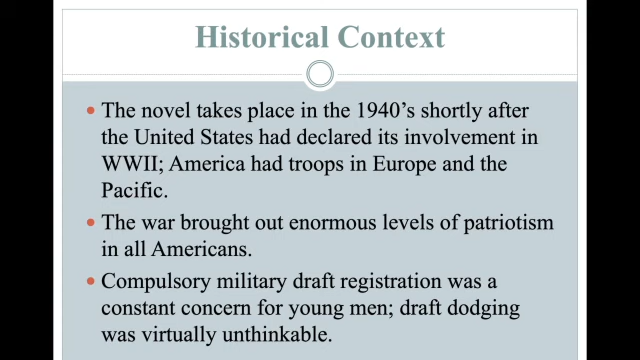 Historical Context
• The novel takes place in the 1940’s shortly after
the United States had declared its involvement in
WWII; America had troops in Europe and the
Pacific.
• The war brought out enormous levels of patriotism
in all Americans.
• Compulsory military draft registration was a
constant concern for young men; draft dodging
was virtually unthinkable.